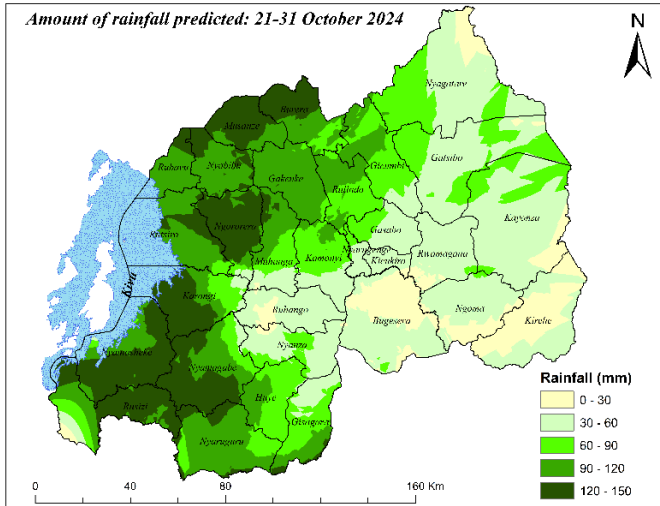 Amount of rainfall predicted: 21-31 October 2024
N
Nyagatare
Burera
Musanze
Gatsibo
Rubavu
Nyabihu
Gakenke
Gicumbi
Rulindo
Kayonza
Rutsiro
Ngororero
Gasabo
Nyarugenge
Rwamagana
Muhanga
Kamonyi
Kicukiro
Kivu
Karongi
Ruhango
Bugesera
Ngoma
Kirehe
Nyanza
Nyamasheke
Nyamagabe
Huye
Rusizi
Gisagara
Nyaruguru
Rainfall (mm)
0 - 30
30 - 60
60 - 90
90 - 120
120 - 150
0 40 80 160 Km